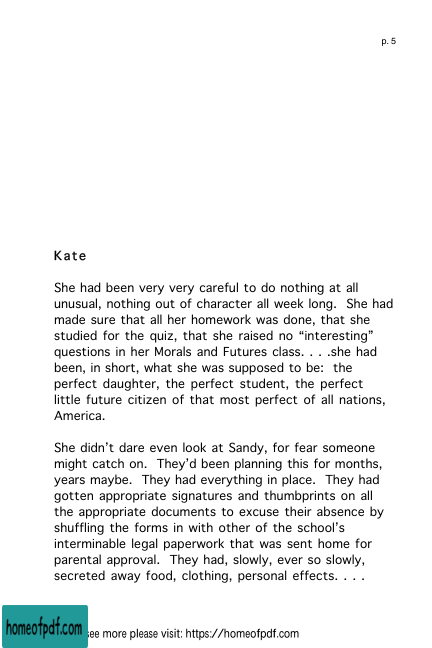 p. 5
Kate
She had been very very careful to do nothing at all
unusual, nothing out of character all week long.  She had
made sure that all her homework was done, that she
studied for the quiz, that she raised no “interesting”
questions in her Morals and Futures class. . . .she had
been, in short, what she was supposed to be:  the
perfect daughter, the perfect student, the perfect
little future citizen of that most perfect of all nations,
America.
She didn’t dare even look at Sandy, for fear someone
might catch on.  They’d been planning this for months,
years maybe.  They had everything in place.  They had
gotten appropriate signatures and thumbprints on all
the appropriate documents to excuse their absence by
shuffling the forms in with other of the school’s
interminable legal paperwork that was sent home for
parental approval.  They had, slowly, ever so slowly,
secreted away food, clothing, personal effects. . . .
homeofpdf.com see more please visit: https://homeofpdf.com